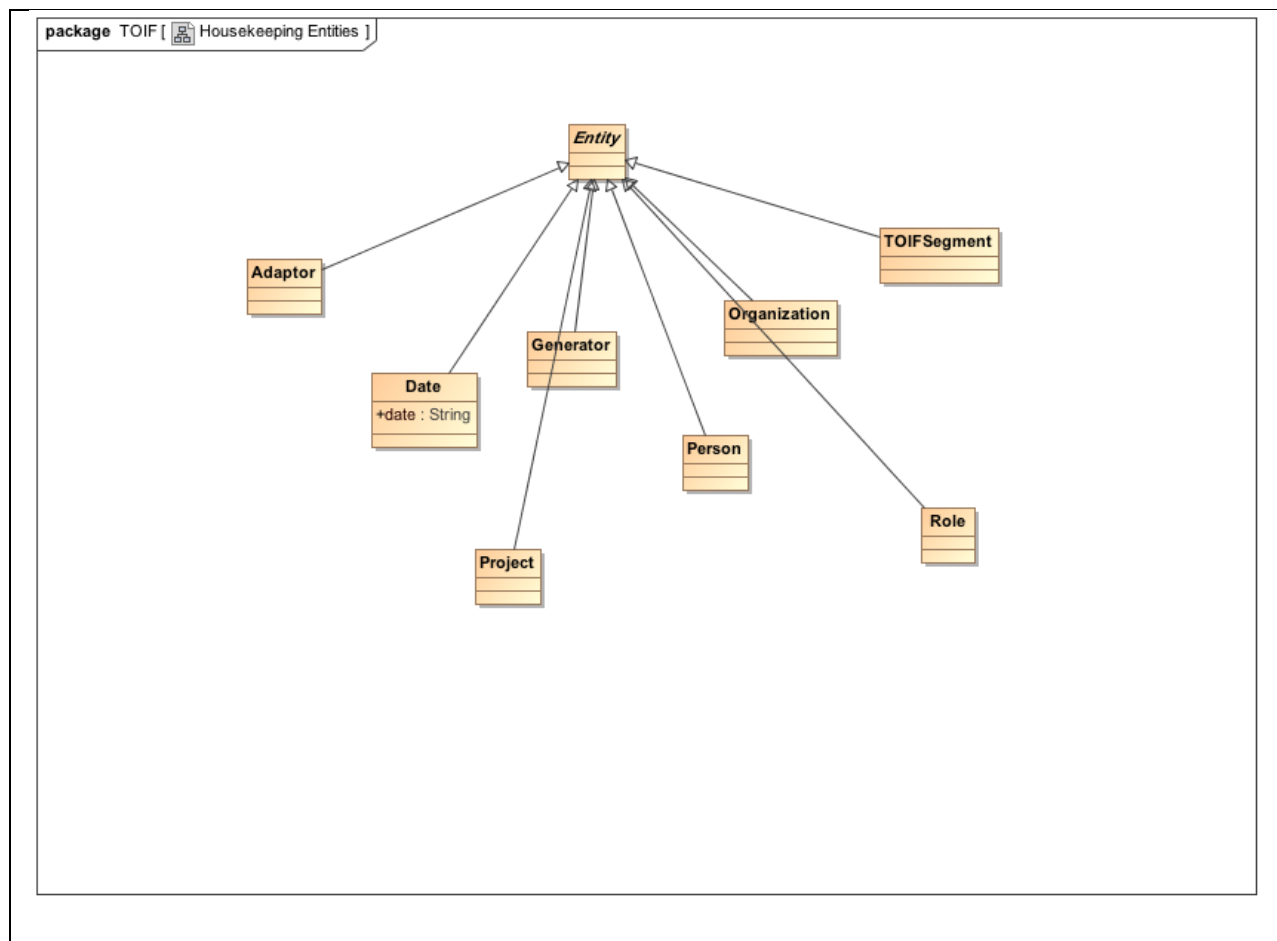 package TOIF [ Housekeeping Entities ]
Entity
TOIFSegment
Adaptor
Organization
Generator
Date
+date : String
Person
Role
Project